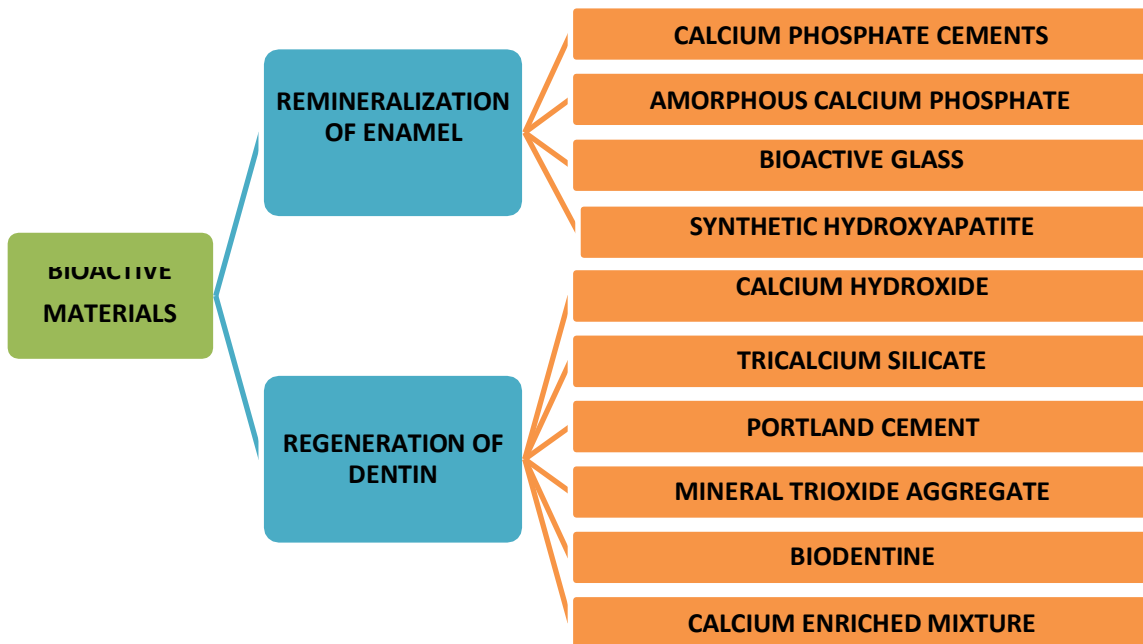 BIOACTIVE
MATERIALS
REMINERALIZATION
OF ENAMEL
CALCIUM PHOSPHATE CEMENTS
AMORPHOUS CALCIUM PHOSPHATE
BIOACTIVE GLASS
SYNTHETIC HYDROXYAPATITE
REGENERATION OF
DENTIN
CALCIUM HYDROXIDE
TRICALCIUM SILICATE
PORTLAND CEMENT
MINERAL TRIOXIDE AGGREGATE
BIODENTINE
CALCIUM ENRICHED MIXTURE